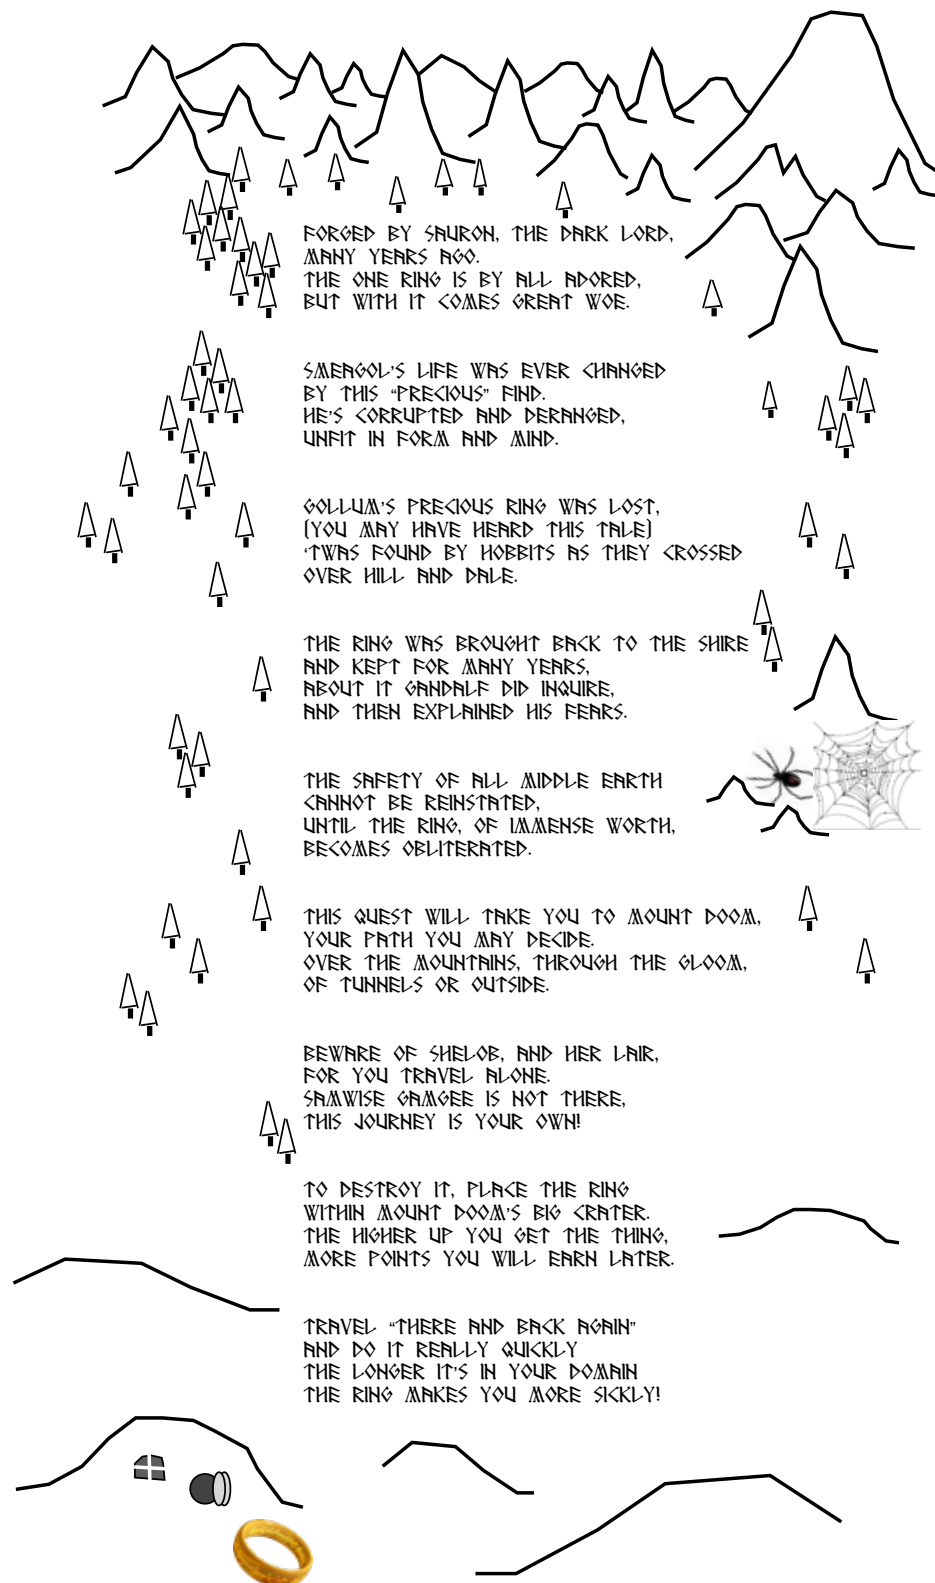 FORGED BY SAURON, THE DARK LORD,
MANY YEARS AGO.
THE ONE RING IS BY ALL ADORED,
BUT WITH IT COMES GREAT WOE.
SMEAGOL'S LIFE WAS EVER CHANGED
BY THIS “PRECIOUS” FIND.
HE'S CORRUPTED AND DERANGED,
UNFIT IN FORM AND MIND.
GOLLUM'S PRECIOUS RING WAS LOST,
(YOU MAY HAVE HEARD THIS TALE)
‘TWAS FOUND BY HOBBITS AS THEY CROSSED
OVER HILL AND DALE.
THE RING WAS BROUGHT BACK TO THE SHIRE
AND KEPT FOR MANY YEARS,
ABOUT IT GANDALF DID INQUIRE,
AND THEN EXPLAINED HIS FEARS.
THE SAFETY OF ALL MIDDLE EARTH
CANNOT BE REINSTATED,
UNTIL THE RING, OF IMMENSE WORTH,
BECOMES OBLITERATED.
THIS QUEST WILL TAKE YOU TO MOUNT DOOM,
YOUR PATH YOU MAY DECIDE.
OVER THE MOUNTAINS, THROUGH THE GLOOM,
OF TUNNELS OR OUTSIDE.
BEWARE OF SHELOB, AND HER LAIR,
FOR YOU TRAVEL ALONE.
SAMWISE GAMGEE IS NOT THERE,
THIS JOURNEY IS YOUR OWN!
TO DESTROY IT, PLACE THE RING
WITHIN MOUNT DOOM'S BIG CRATER.
THE HIGHER UP YOU GET THE THING,
MORE POINTS YOU WILL EARN LATER.
TRAVEL “THERE AND BACK AGAIN”
AND DO IT REALLY QUICKLY
THE LONGER IT'S IN YOUR DOMAIN
THE RING MAKES YOU MORE SICKLY!